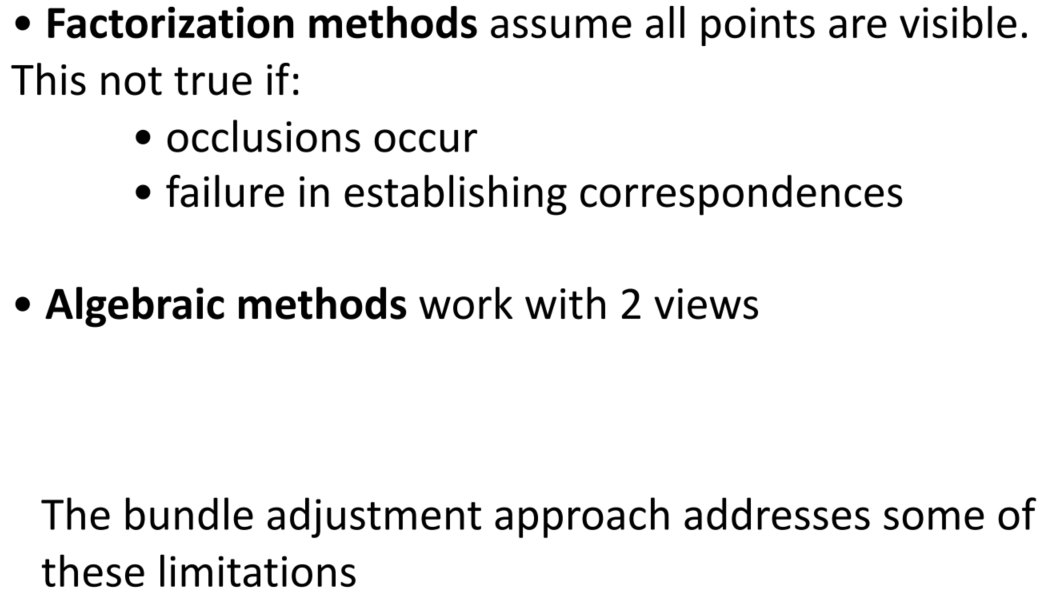 • Factorization methods assume all points are visible.
This not true if:
• occlusions occur
• failure in establishing correspondences
• Algebraic methods work with 2 views
The bundle adjustment approach addresses some of
these limitations